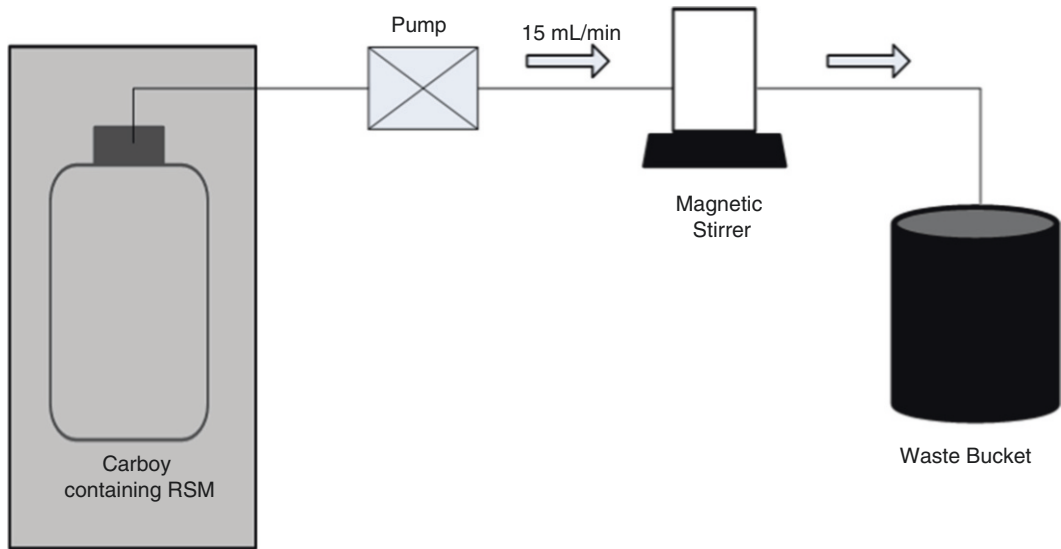 Pump
15 mL/min
Magnetic
Stirrer
Carboy
containing RSM
Waste Bucket